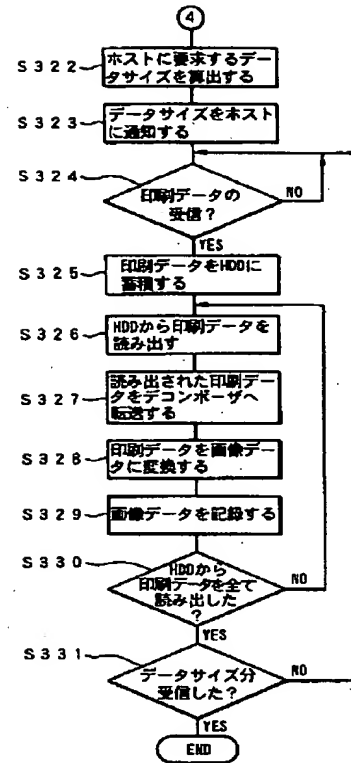 4
S322
ホストに要求するデー
タサイズを算出する
S323
データサイズをホスト
に通知する
S324
印刷データの
受信?
NO
YES
S325
印刷データをHDDに
蓄積する
S326
HDDから印刷データを
読み出す
S327
読み出された印刷デー
タをデコンポーザへ
転送する
S328
印刷データを画像デー
タに変換する
S329
画像データを記録する
S330
HDDから
印刷データを全て
読み出した
?
NO
YES
S331
データサイズ分
受信した?
NO
YES
END